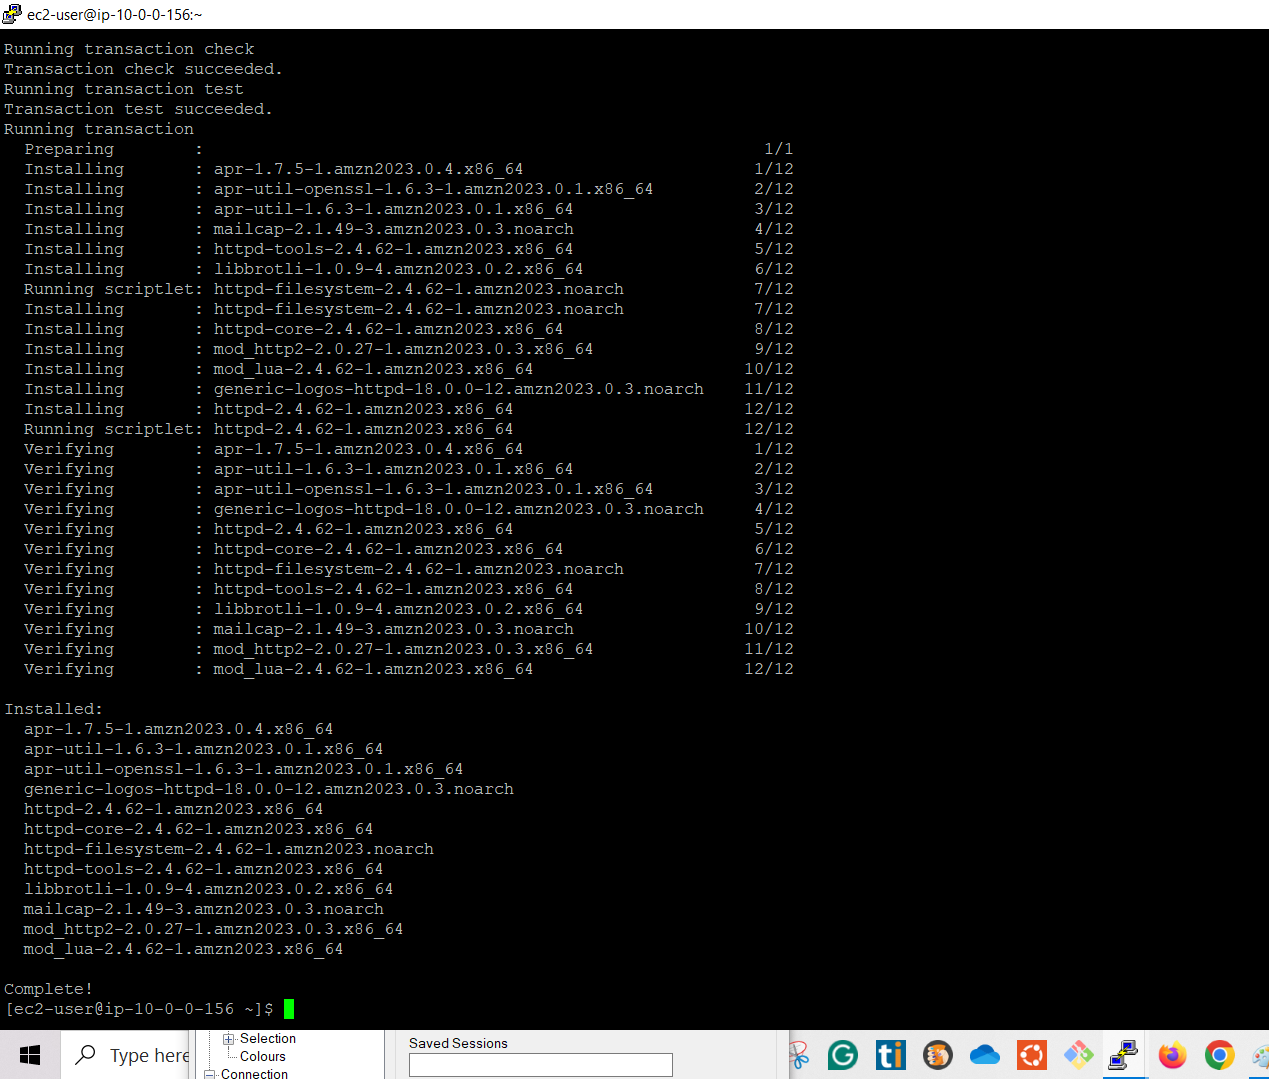 ec2-user@ip-10-0-0-156:~
Running transaction check
Transaction check succeeded.
Running transaction test
Transaction test succeeded.
Running transaction
  Preparing        :                                                        1/1
  Installing       : apr-1.7.5-1.amzn2023.0.4.x86_64                       1/12
  Installing       : apr-util-openssl-1.6.3-1.amzn2023.0.1.x86_64          2/12
  Installing       : apr-util-1.6.3-1.amzn2023.0.1.x86_64                  3/12
  Installing       : mailcap-2.1.49-3.amzn2023.0.3.noarch                  4/12
  Installing       : httpd-tools-2.4.62-1.amzn2023.x86_64                  5/12
  Installing       : libbrotli-1.0.9-4.amzn2023.0.2.x86_64                 6/12
  Running scriptlet: httpd-filesystem-2.4.62-1.amzn2023.noarch             7/12
  Installing       : httpd-filesystem-2.4.62-1.amzn2023.noarch             7/12
  Installing       : httpd-core-2.4.62-1.amzn2023.x86_64                   8/12
  Installing       : mod_http2-2.0.27-1.amzn2023.0.3.x86_64                9/12
  Installing       : mod_lua-2.4.62-1.amzn2023.x86_64                     10/12
  Installing       : generic-logos-httpd-18.0.0-12.amzn2023.0.3.noarch    11/12
  Installing       : httpd-2.4.62-1.amzn2023.x86_64                       12/12
  Running scriptlet: httpd-2.4.62-1.amzn2023.x86_64                       12/12
  Verifying        : apr-1.7.5-1.amzn2023.0.4.x86_64                       1/12
  Verifying        : apr-util-1.6.3-1.amzn2023.0.1.x86_64                  2/12
  Verifying        : apr-util-openssl-1.6.3-1.amzn2023.0.1.x86_64          3/12
  Verifying        : generic-logos-httpd-18.0.0-12.amzn2023.0.3.noarch     4/12
  Verifying        : httpd-2.4.62-1.amzn2023.x86_64                        5/12
  Verifying        : httpd-core-2.4.62-1.amzn2023.x86_64                   6/12
  Verifying        : httpd-filesystem-2.4.62-1.amzn2023.noarch             7/12
  Verifying        : httpd-tools-2.4.62-1.amzn2023.x86_64                  8/12
  Verifying        : libbrotli-1.0.9-4.amzn2023.0.2.x86_64                 9/12
  Verifying        : mailcap-2.1.49-3.amzn2023.0.3.noarch                 10/12
  Verifying        : mod_http2-2.0.27-1.amzn2023.0.3.x86_64               11/12
  Verifying        : mod_lua-2.4.62-1.amzn2023.x86_64                     12/12
Installed:
  apr-1.7.5-1.amzn2023.0.4.x86_64
  apr-util-1.6.3-1.amzn2023.0.1.x86_64
  apr-util-openssl-1.6.3-1.amzn2023.0.1.x86_64
  generic-logos-httpd-18.0.0-12.amzn2023.0.3.noarch
  httpd-2.4.62-1.amzn2023.x86_64
  httpd-core-2.4.62-1.amzn2023.x86_64
  httpd-filesystem-2.4.62-1.amzn2023.noarch
  httpd-tools-2.4.62-1.amzn2023.x86_64
  libbrotli-1.0.9-4.amzn2023.0.2.x86_64
  mailcap-2.1.49-3.amzn2023.0.3.noarch
  mod_http2-2.0.27-1.amzn2023.0.3.x86_64
  mod_lua-2.4.62-1.amzn2023.x86_64
Complete!
[ec2-user@ip-10-0-0-156 ~]$
Type here
Selection
Colours
Connection
Saved Sessions
G
ti